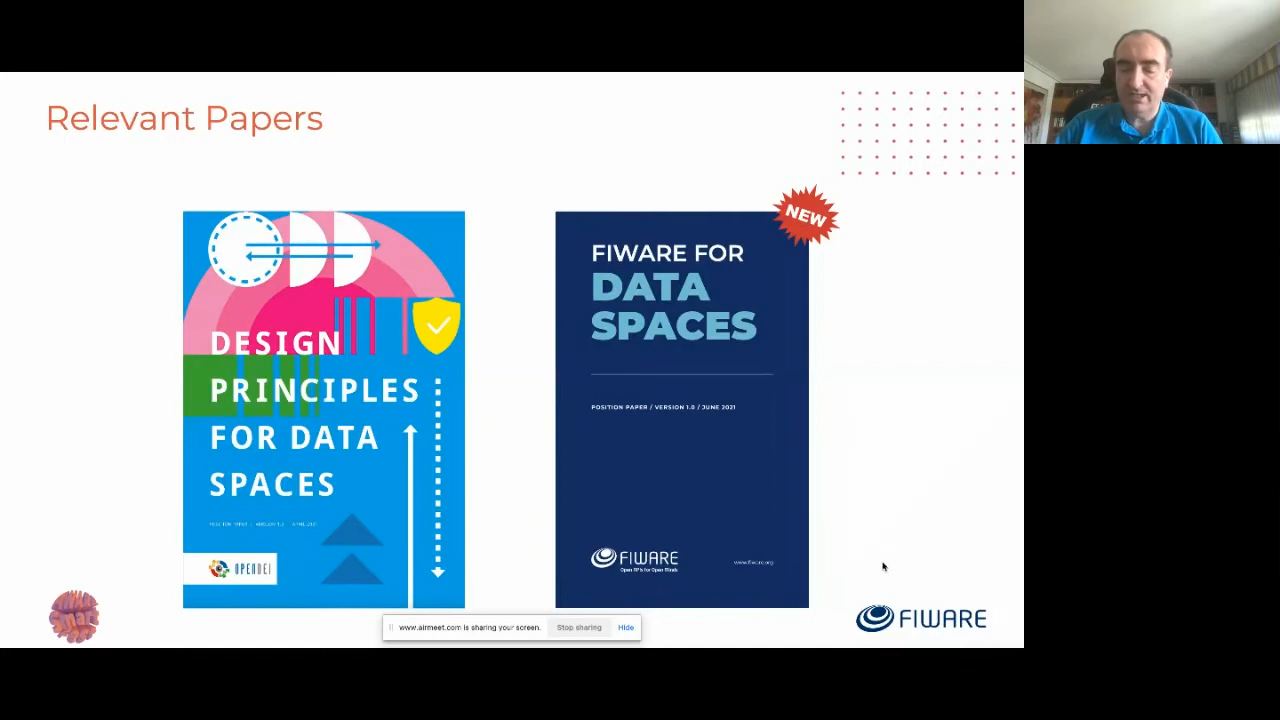 Relevant Papers
DESIGN
PRINCIPLES
FOR DATA
SPACES
OPENDEI
NEW
FIWARE FOR
DATA
SPACES
POSITION PAPER / VERSION 1.0 / JUNE 2021
FIWARE
Open APIs for Open Minds
www.fiware.org
www.airmeet.com is sharing your screen.
Stop sharing
Hide
FIWARE